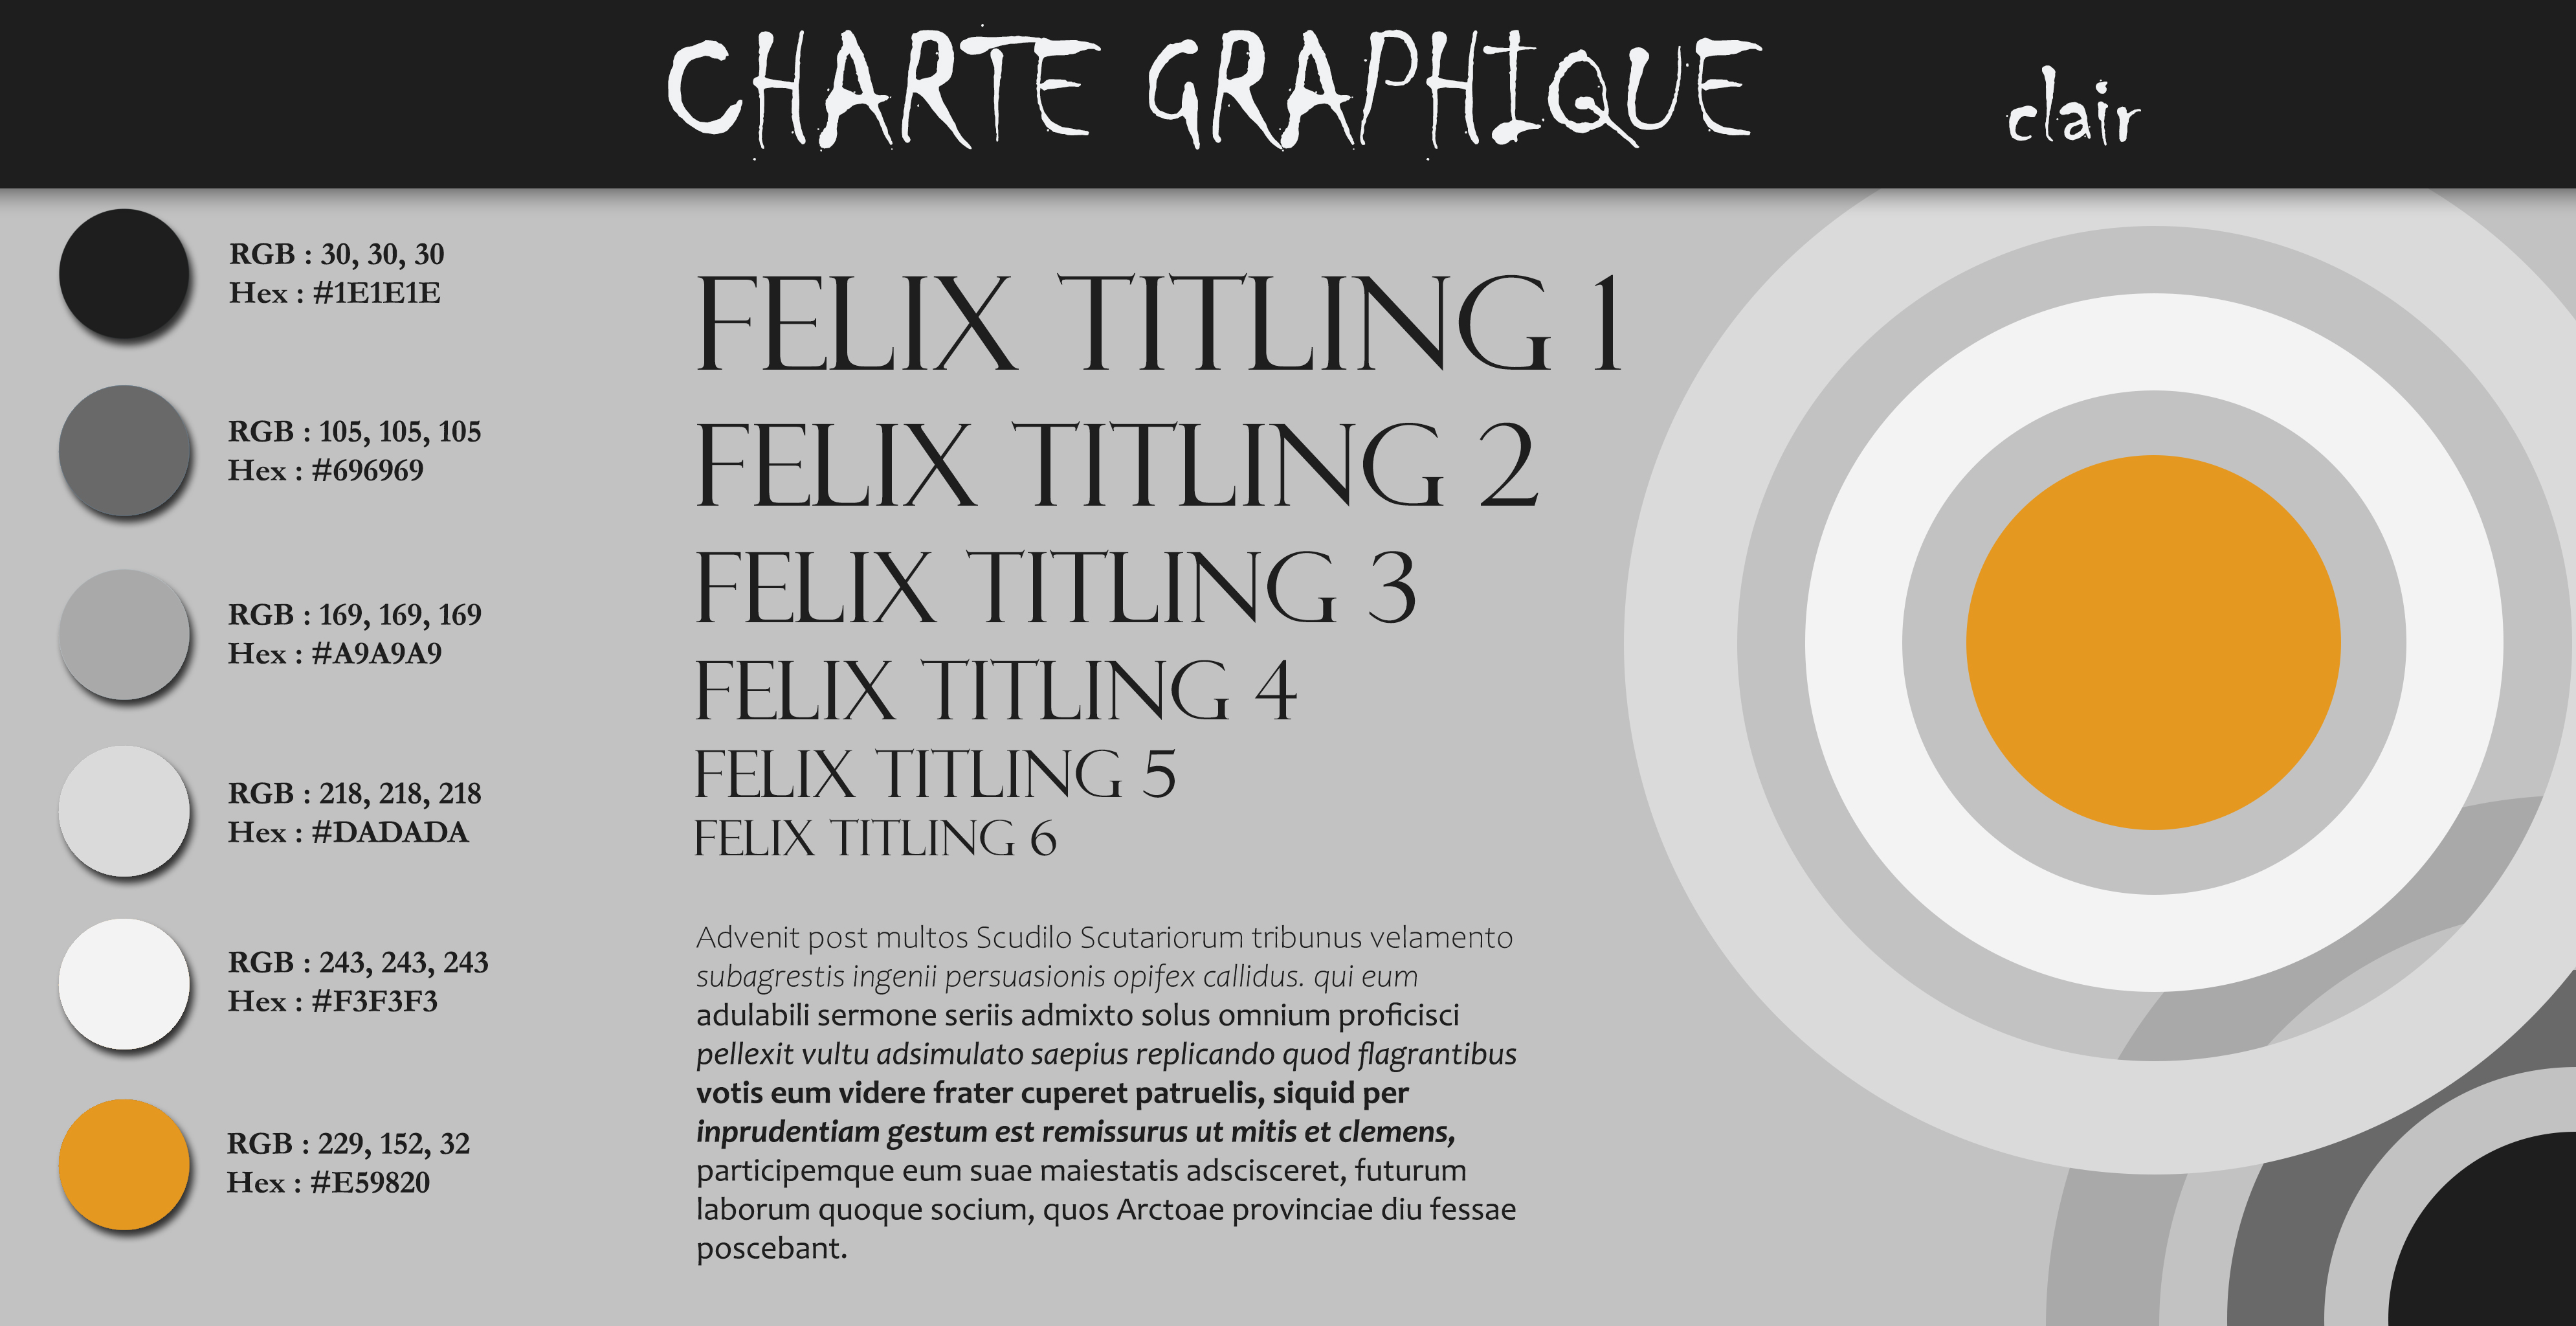 CHARTE GRAPHIQUE
clair
RGB : 30, 30, 30
Hex : #1E1E1E
RGB : 105, 105, 105
Hex : #696969
RGB : 169, 169, 169
Hex : #A9A9A9
RGB : 218, 218, 218
Hex : #DADADA
RGB : 243, 243, 243
Hex : #F3F3F3
RGB : 229, 152, 32
Hex : #E59820
FELIX TITLING 1
FELIX TITLING 2
FELIX TITLING 3
FELIX TITLING 4
FELIX TITLING 5
FELIX TITLING 6
Advenit post multos Scudilo Scutariorum tribunus velamento
subagrestis ingenii persuasionis opifex callidus. qui eum
adulabili sermone seriis admixto solus omnium proficisci
pellexit vultu adsimulato saepius replicando quod flagrantibus
votis eum videre frater cuperet patruelis, siquid per
inprudentiam gestum est remissurus ut mitis et clemens,
participemque eum suae maiestatis adscisceret, futurum
laborum quoque socium, quos Arctoae provinciae diu fessae
poscebant.